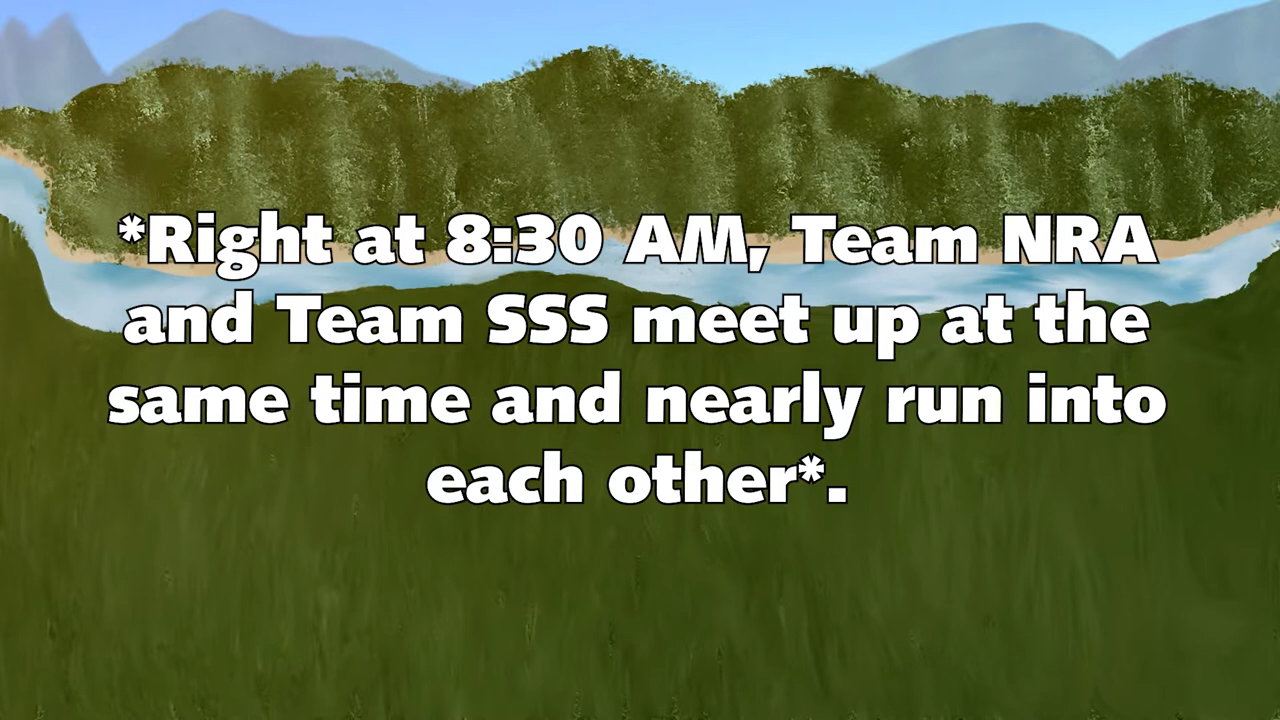 *Right at 8:30 AM, Team NRA
and Team SSS meet up at the
same time and nearly run into
each other*.